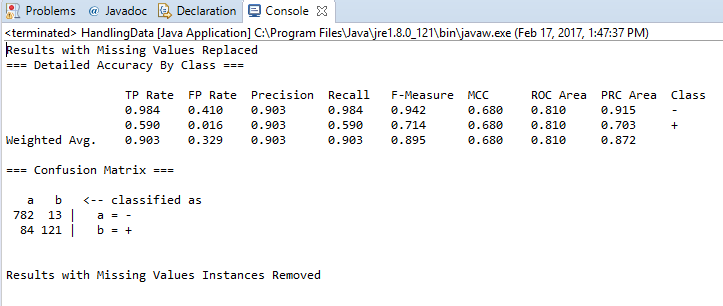 Problems @ Javadoc Declaration Console
<terminated> HandlingData [Java Application] C:\Program Files\Java\jre1.8.0_121\bin\javaw.exe (Feb 17, 2017, 1:47:37 PM)
Results with Missing Values Replaced
=== Detailed Accuracy By Class ===
TP Rate FP Rate Precision Recall F-Measure MCC ROC Area PRC Area Class
0.984 0.410 0.903 0.984 0.942 0.680 0.810 0.915 -
0.590 0.016 0.903 0.590 0.714 0.680 0.810 0.703 +
Weighted Avg. 0.903 0.329 0.903 0.903 0.895 0.680 0.810 0.872
=== Confusion Matrix ===
a b <-- classified as
782 13 | a = -
84 121 | b = +
Results with Missing Values Instances Removed